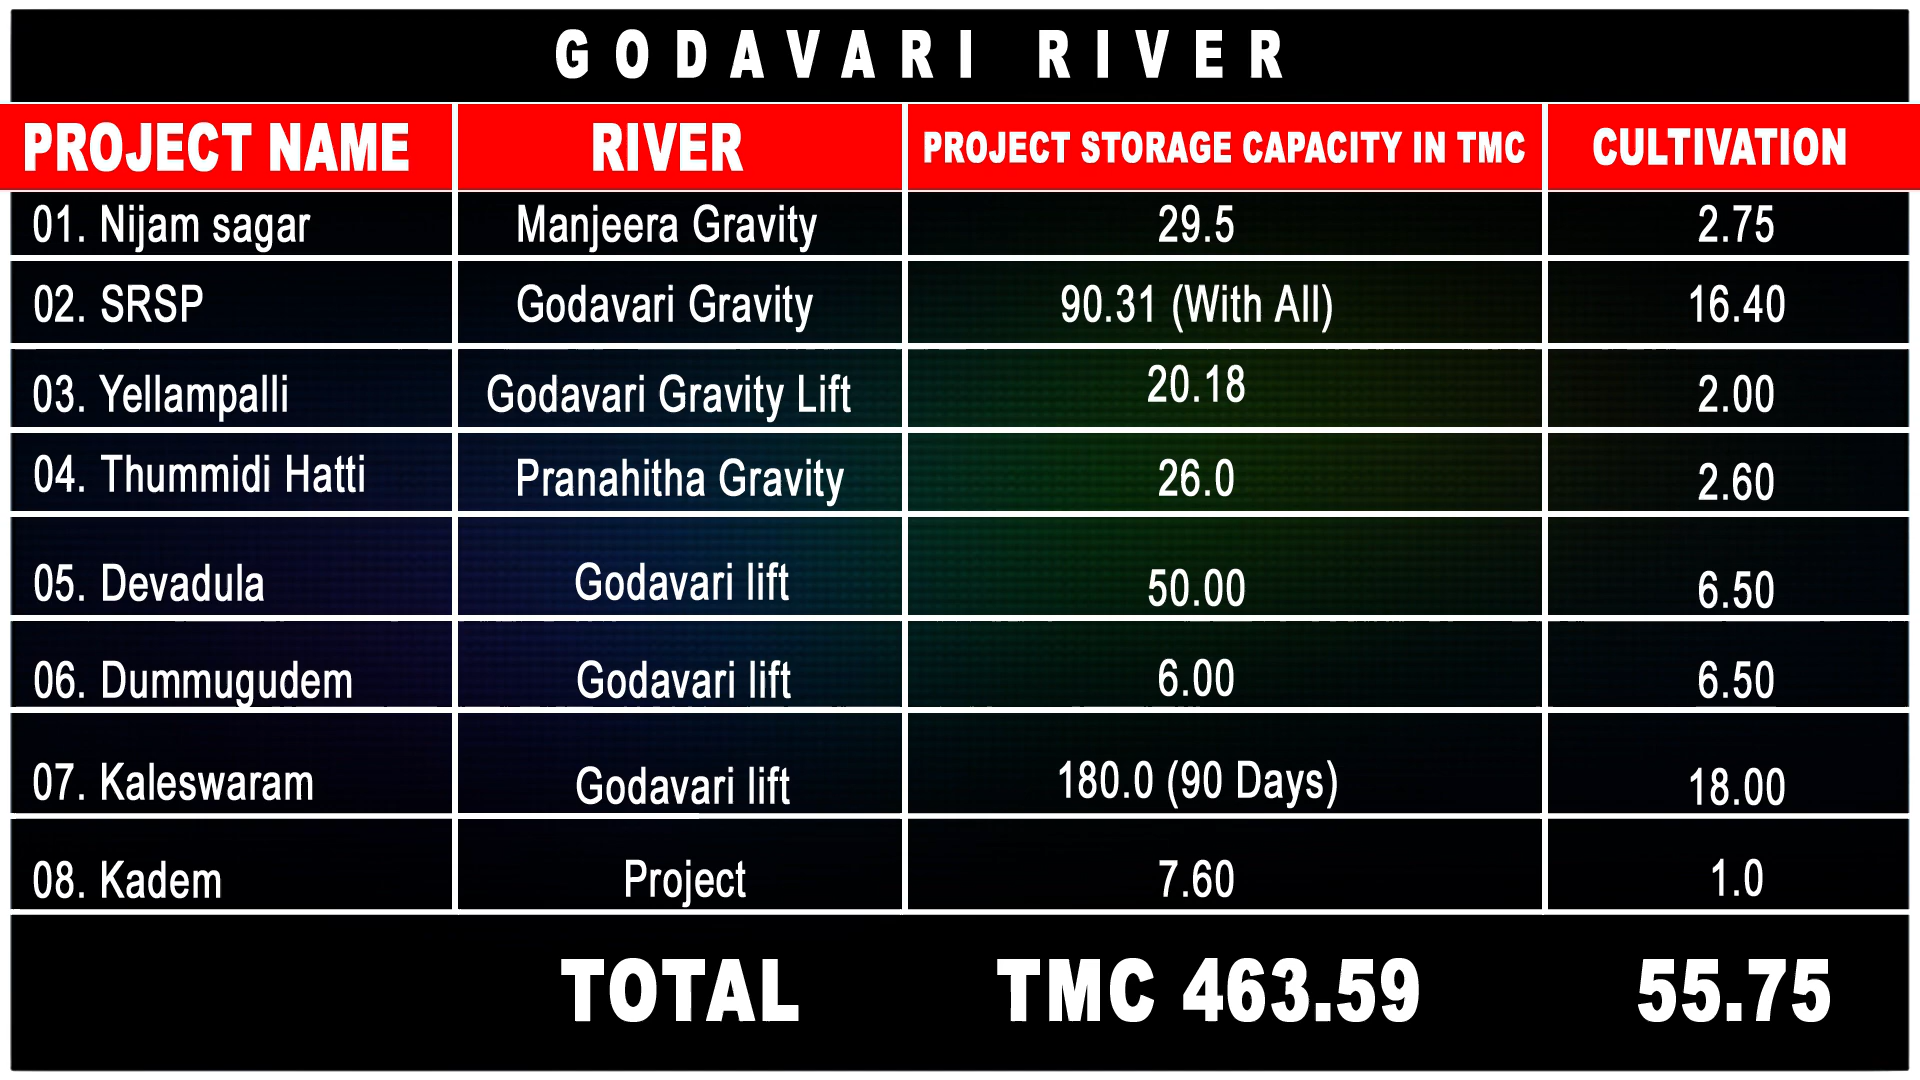 GODAVARI RIVER
PROJECT NAME RIVER PROJECT STORAGE CAPACITY IN TMC CULTIVATION
01. Nijam sagar Manjeera Gravity 29.5 2.75
02. SRSP Godavari Gravity 90.31 (With All) 16.40
03. Yellampalli Godavari Gravity Lift 20.18 2.00
04. Thummidi Hatti Pranahitha Gravity 26.0 2.60
05. Devadula Godavari lift 50.00 6.50
06. Dummugudem Godavari lift 6.00 6.50
07. Kaleswaram Godavari lift 180.0 (90 Days) 18.00
08. Kadem Project 7.60 1.0
TOTAL TMC 463.59 55.75